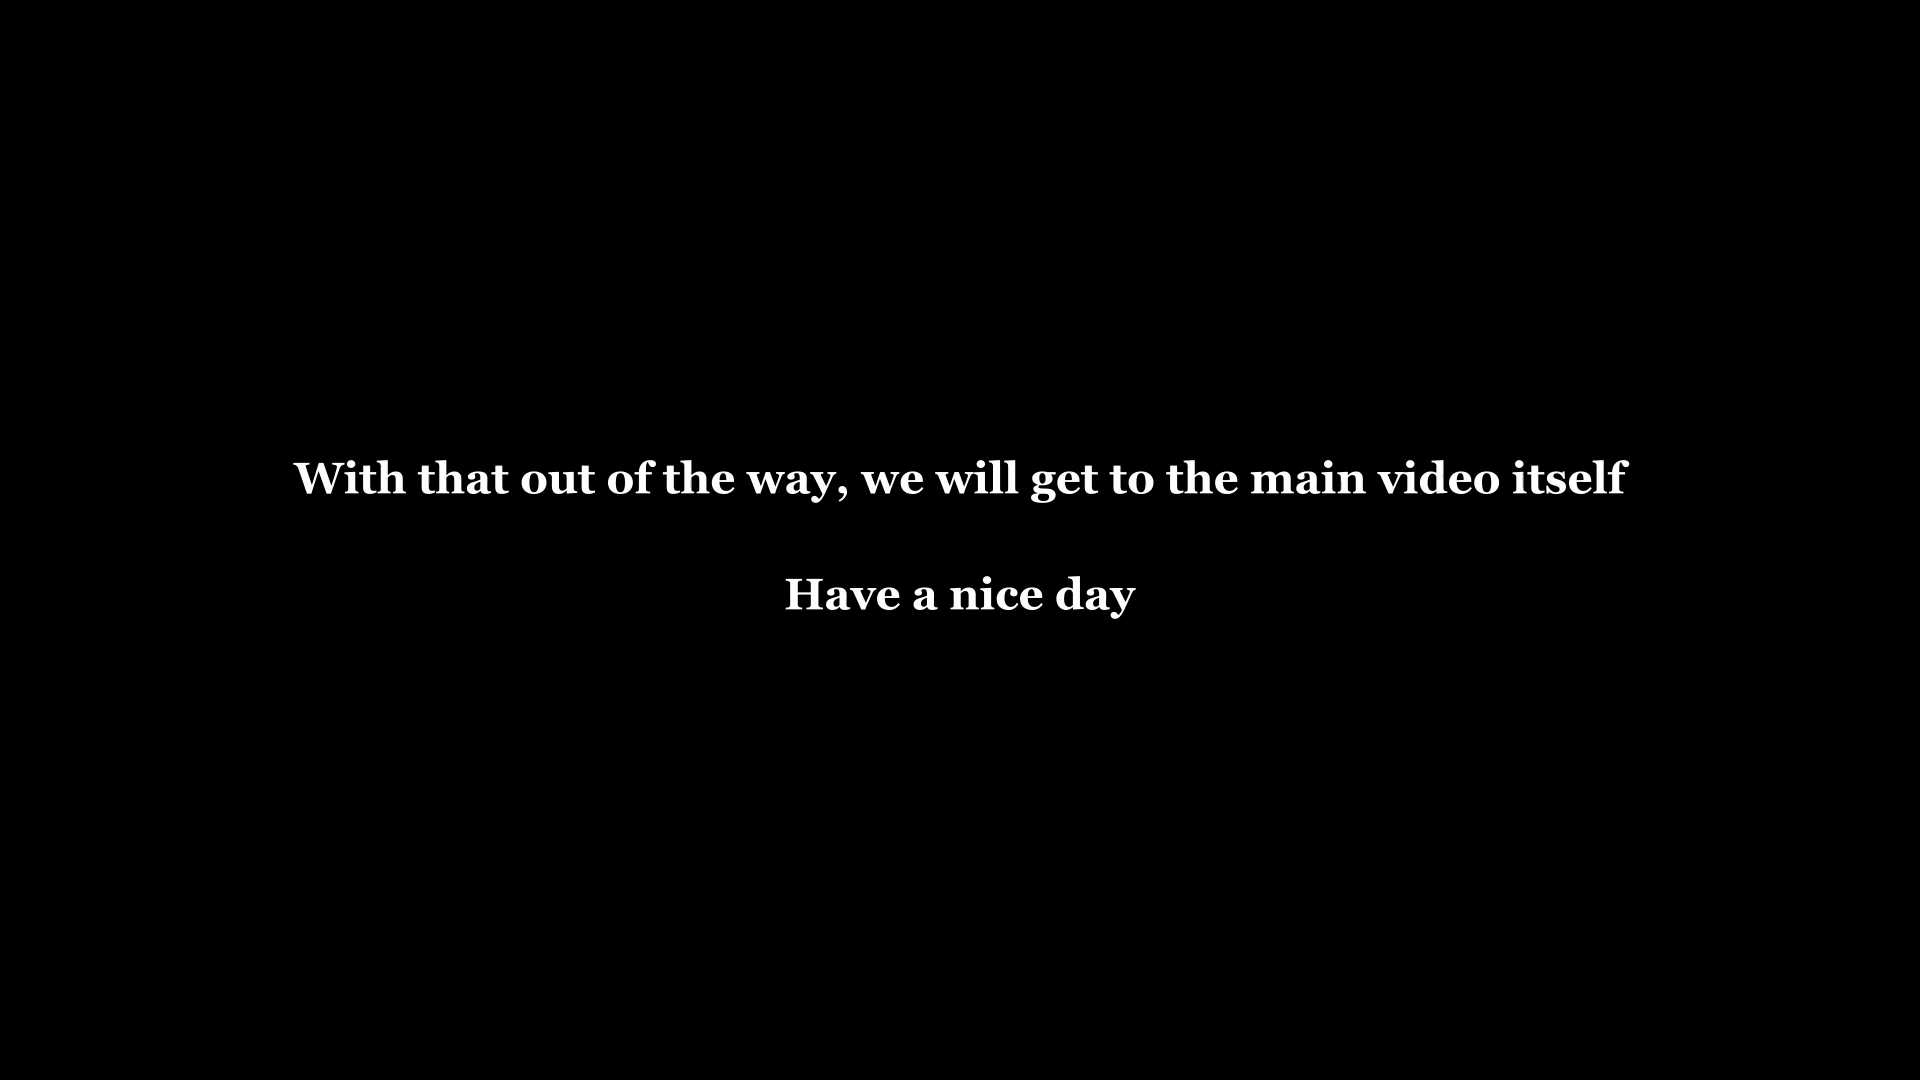 With that out of the way, we will get to the main video itself
Have a nice day